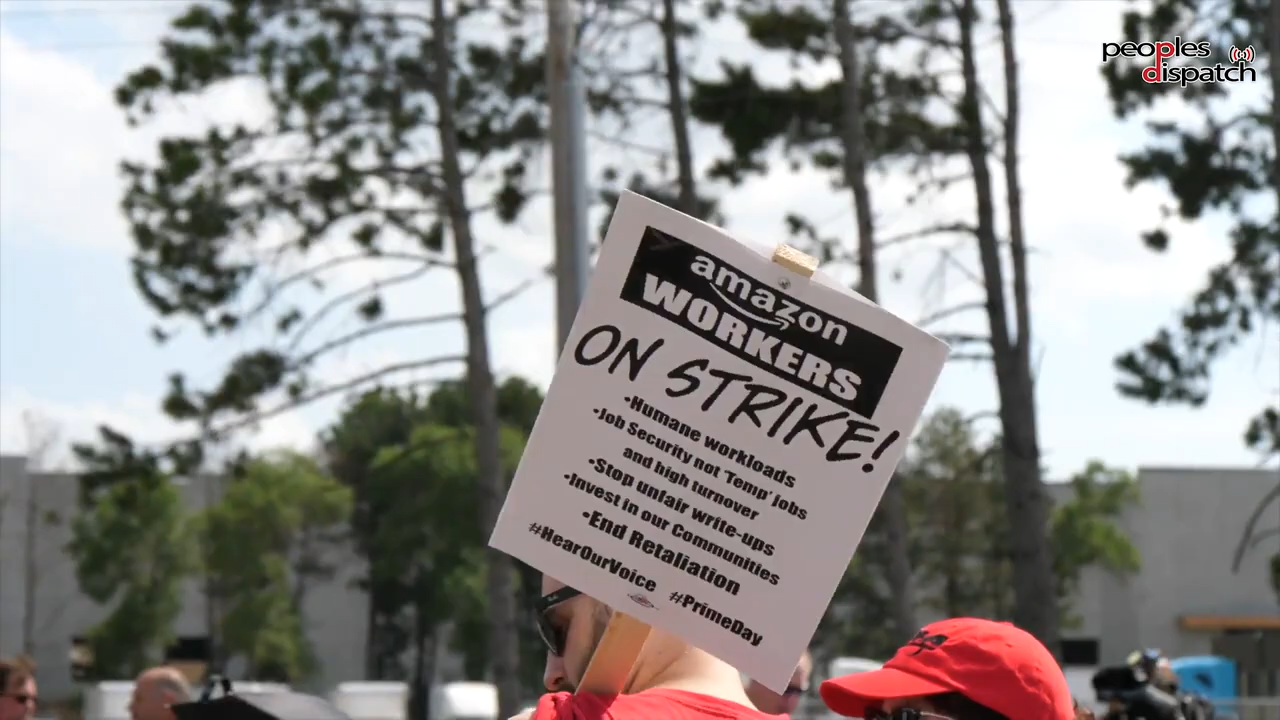 peoples
dispatch
amazon
WORKERS
ON STRIKE!
•Humane workloads
•Job Security not 'Temp' jobs
and high turnover
•Stop unfair write-ups
•Invest in our Communities
•End Retaliation
#HearOurVoice #PrimeDay